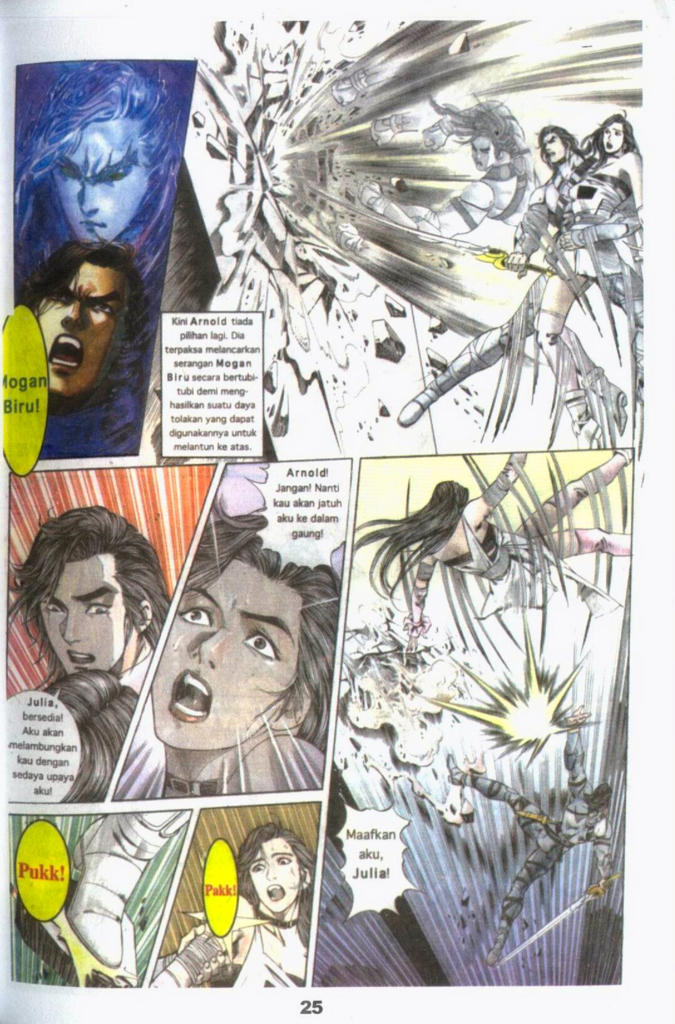 Mogan
Biru!
Kini Arnold tiada
pilihan lagi. Dia
terpaksa melancarkan
serangan Mogan
Biru secara bertubi-
tubi demi meng-
hasilkan suatu daya
tolakan yang dapat
digunakannya untuk
melantun ke atas.
Julia,
bersedia!
Aku akan
melambungkan
kau dengan
sedaya upaya
aku!
Arnold!
Jangan! Nanti
kau akan jatuh
aku ke dalam
gaung!
Pukk!
Pakk!
Maafkan
aku,
Julia!
25